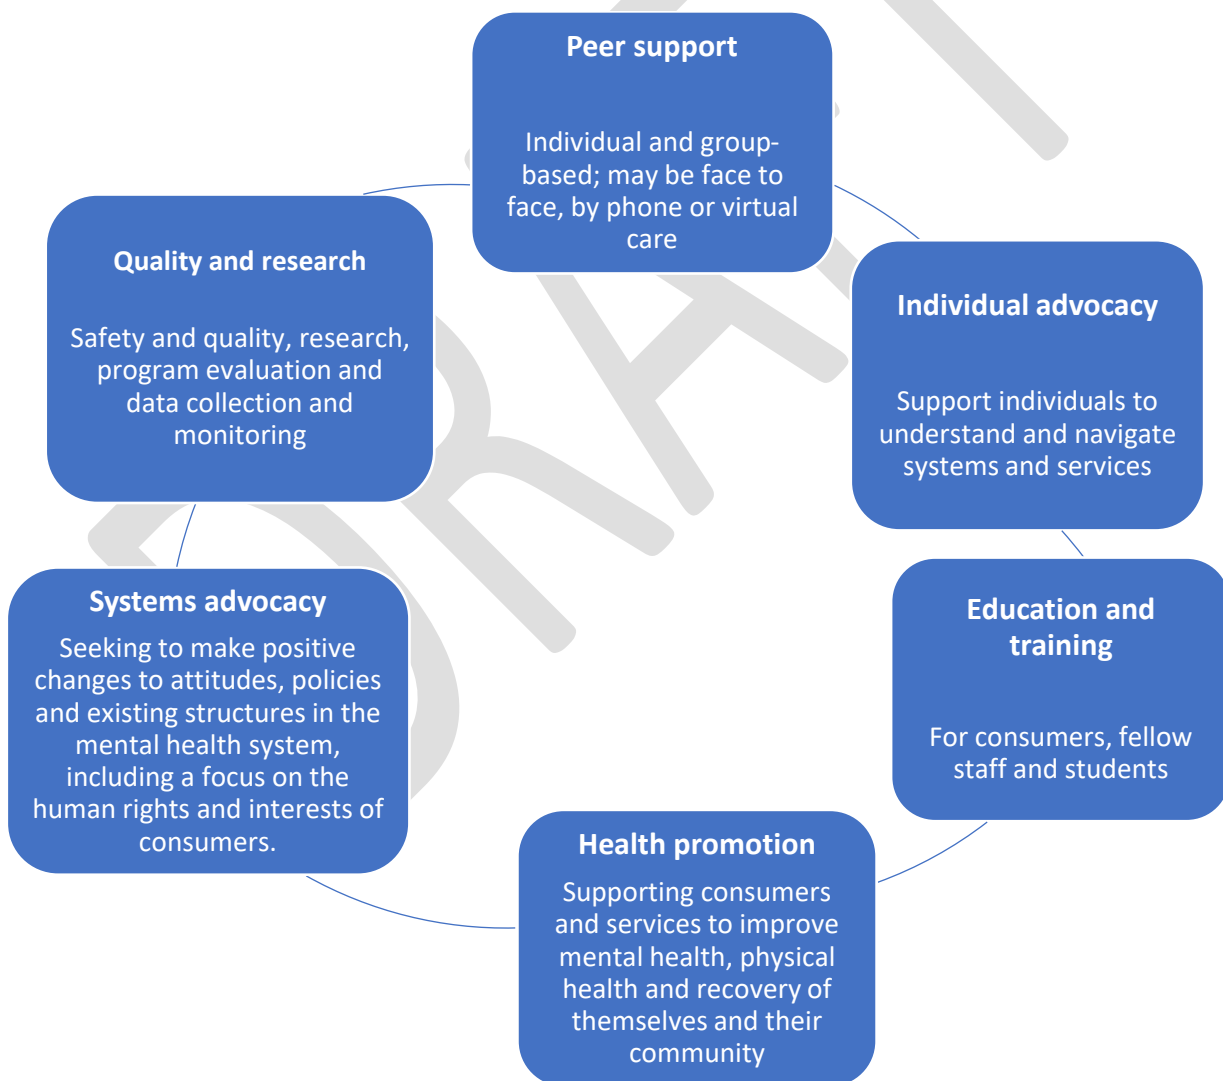 Peer support
Individual and group-
based; may be face to
face, by phone or virtual
care
Individual advocacy
Support individuals to
understand and navigate
systems and services
Education and
training
For consumers, fellow
staff and students
Health promotion
Supporting consumers
and services to improve
mental health, physical
health and recovery of
themselves and their
community
Systems advocacy
Seeking to make positive
changes to attitudes, policies
and existing structures in the
mental health system,
including a focus on the
human rights and interests of
consumers.
Quality and research
Safety and quality, research,
program evaluation and
data collection and
monitoring
DRAFT